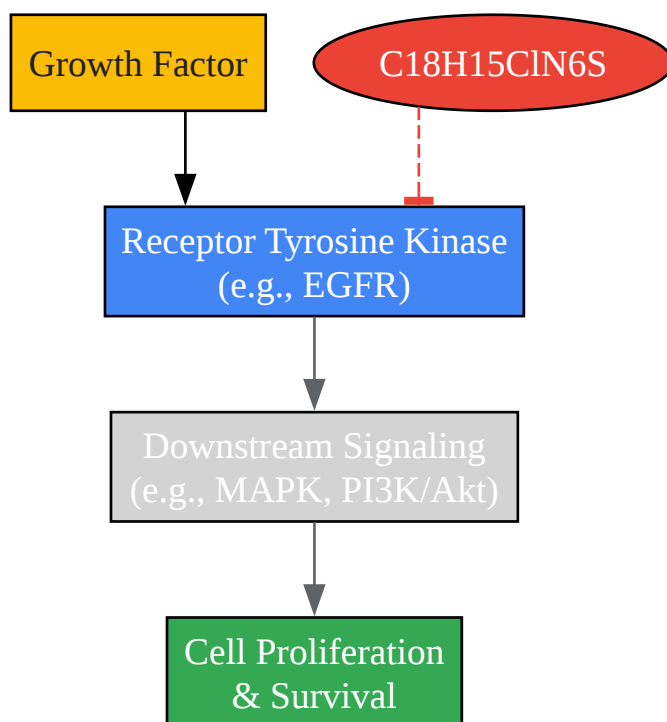 Growth Factor
C18H15ClN6S
Receptor Tyrosine Kinase
(e.g., EGFR)
Downstream Signaling
(e.g., MAPK, PI3K/Akt)
Cell Proliferation
& Survival